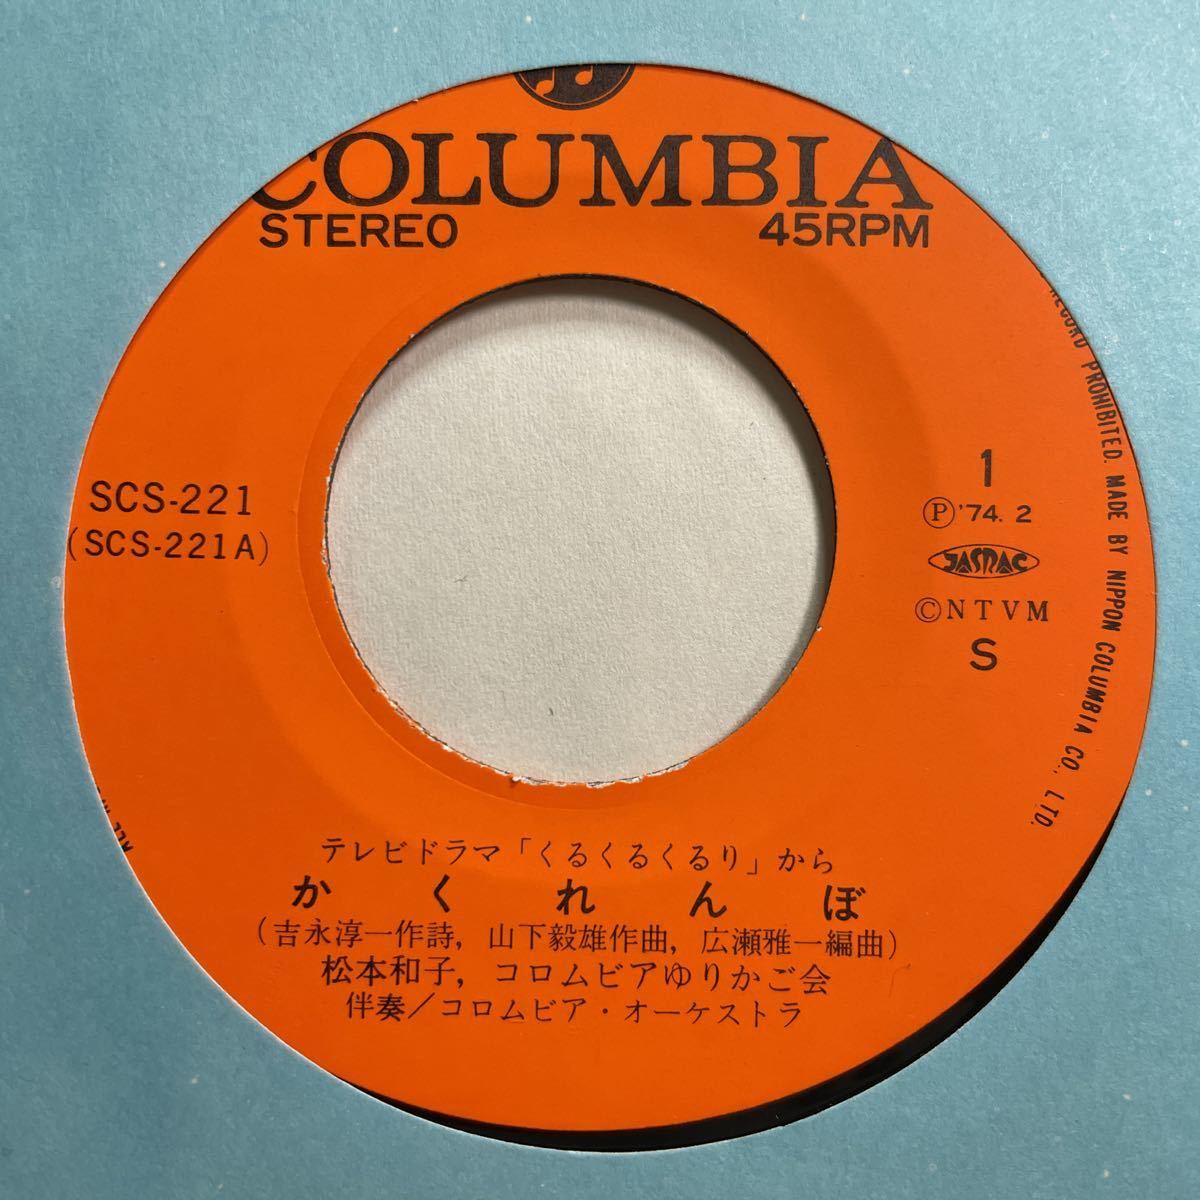 COLUMBIA
STEREO 45RPM
SCS-221
(SCS-221A)
1
Ⓟ'74.2
JASRAC
©NTVM
S
RECORD PROHIBITED. MADE BY NIPPON COLUMBIA CO., LTD.
ALL
テレビドラマ「くるくるくるり」から
かくれんぼ
(吉永淳一作詩, 山下毅雄作曲, 広瀬雅一編曲)
松本和子, コロムビアゆりかご会
伴奏/コロムビア・オーケストラ